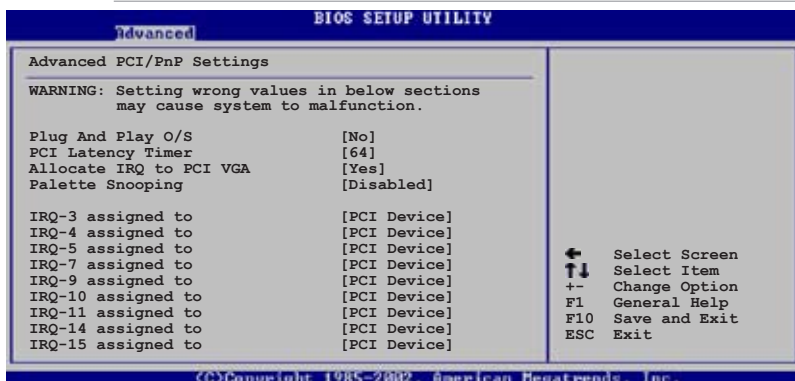 BIOS SETUP UTILITY
Advanced
Advanced PCI/PnP Settings
WARNING: Setting wrong values in below sections
may cause system to malfunction.
Plug And Play O/S [No]
PCI Latency Timer [64]
Allocate IRQ to PCI VGA [Yes]
Palette Snooping [Disabled]
IRQ-3 assigned to [PCI Device]
IRQ-4 assigned to [PCI Device]
IRQ-5 assigned to [PCI Device]
IRQ-7 assigned to [PCI Device]
IRQ-9 assigned to [PCI Device]
IRQ-10 assigned to [PCI Device]
IRQ-11 assigned to [PCI Device]
IRQ-14 assigned to [PCI Device]
IRQ-15 assigned to [PCI Device]
← Select Screen
↑↓ Select Item
+- Change Option
F1 General Help
F10 Save and Exit
ESC Exit
(C)Copyright 1985-2002, American Megatrends, Inc.